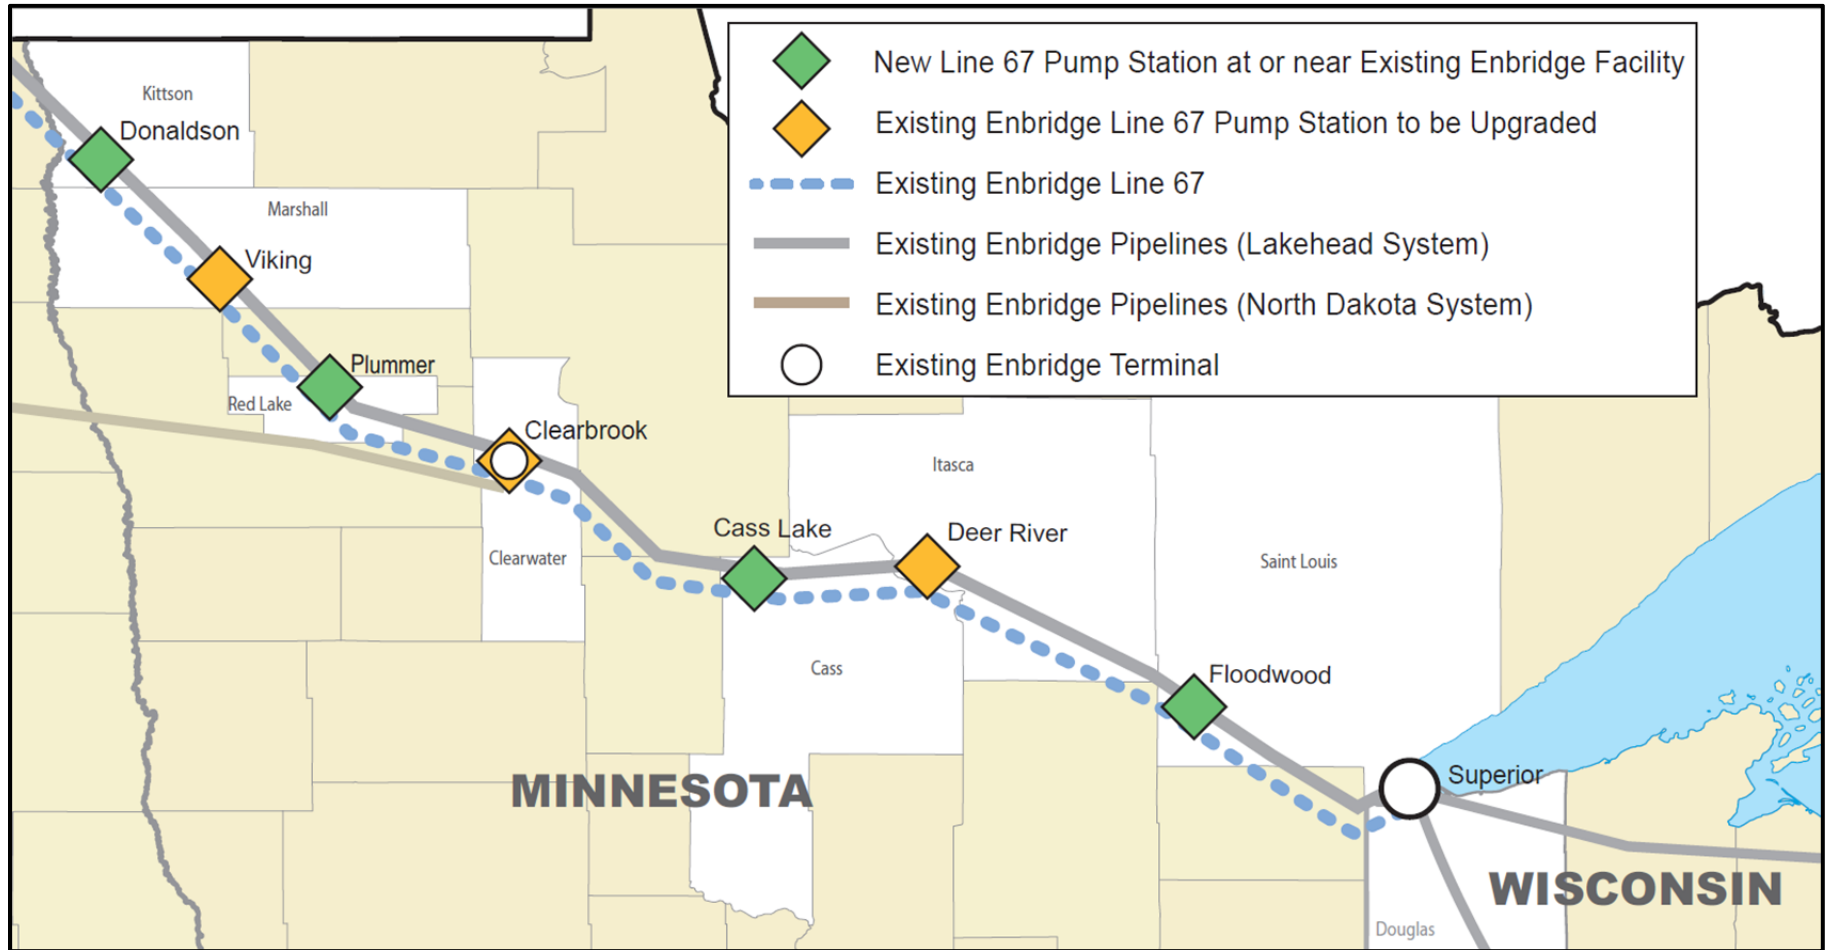 New Line 67 Pump Station at or near Existing Enbridge Facility
Existing Enbridge Line 67 Pump Station to be Upgraded
Existing Enbridge Line 67
Existing Enbridge Pipelines (Lakehead System)
Existing Enbridge Pipelines (North Dakota System)
Existing Enbridge Terminal
Kittson
Donaldson
Marshall
Viking
Plummer
Red Lake
Clearbrook
Itasca
Cass Lake
Deer River
Clearwater
Saint Louis
Cass
Floodwood
Superior
MINNESOTA
WISCONSIN
Douglas